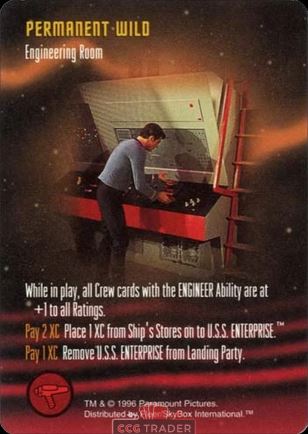 PERMANENT-WILD
Engineering Room
While in play, all Crew cards with the ENGINEER Ability are at
+1 to all Ratings.
Pay 2 XC Place 1 XC from Ship's Stores on to U.S.S. ENTERPRISE.™
Pay 1 XC Remove U.S.S. ENTERPRISE from Landing Party.
TM & © 1996 Paramount Pictures.
Distributed by SkyBox International.™
CCG TRADER